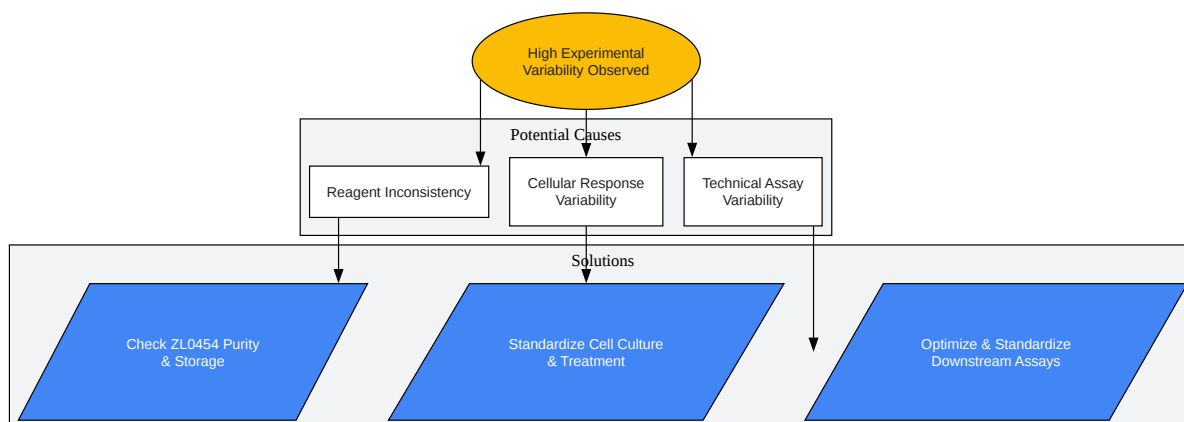 High Experimental
Variability Observed
Potential Causes
Reagent Inconsistency
Cellular Response
Variability
Technical Assay
Variability
Solutions
Check ZL0454 Purity
& Storage
Standardize Cell Culture
& Treatment
Optimize & Standardize
Downstream Assays